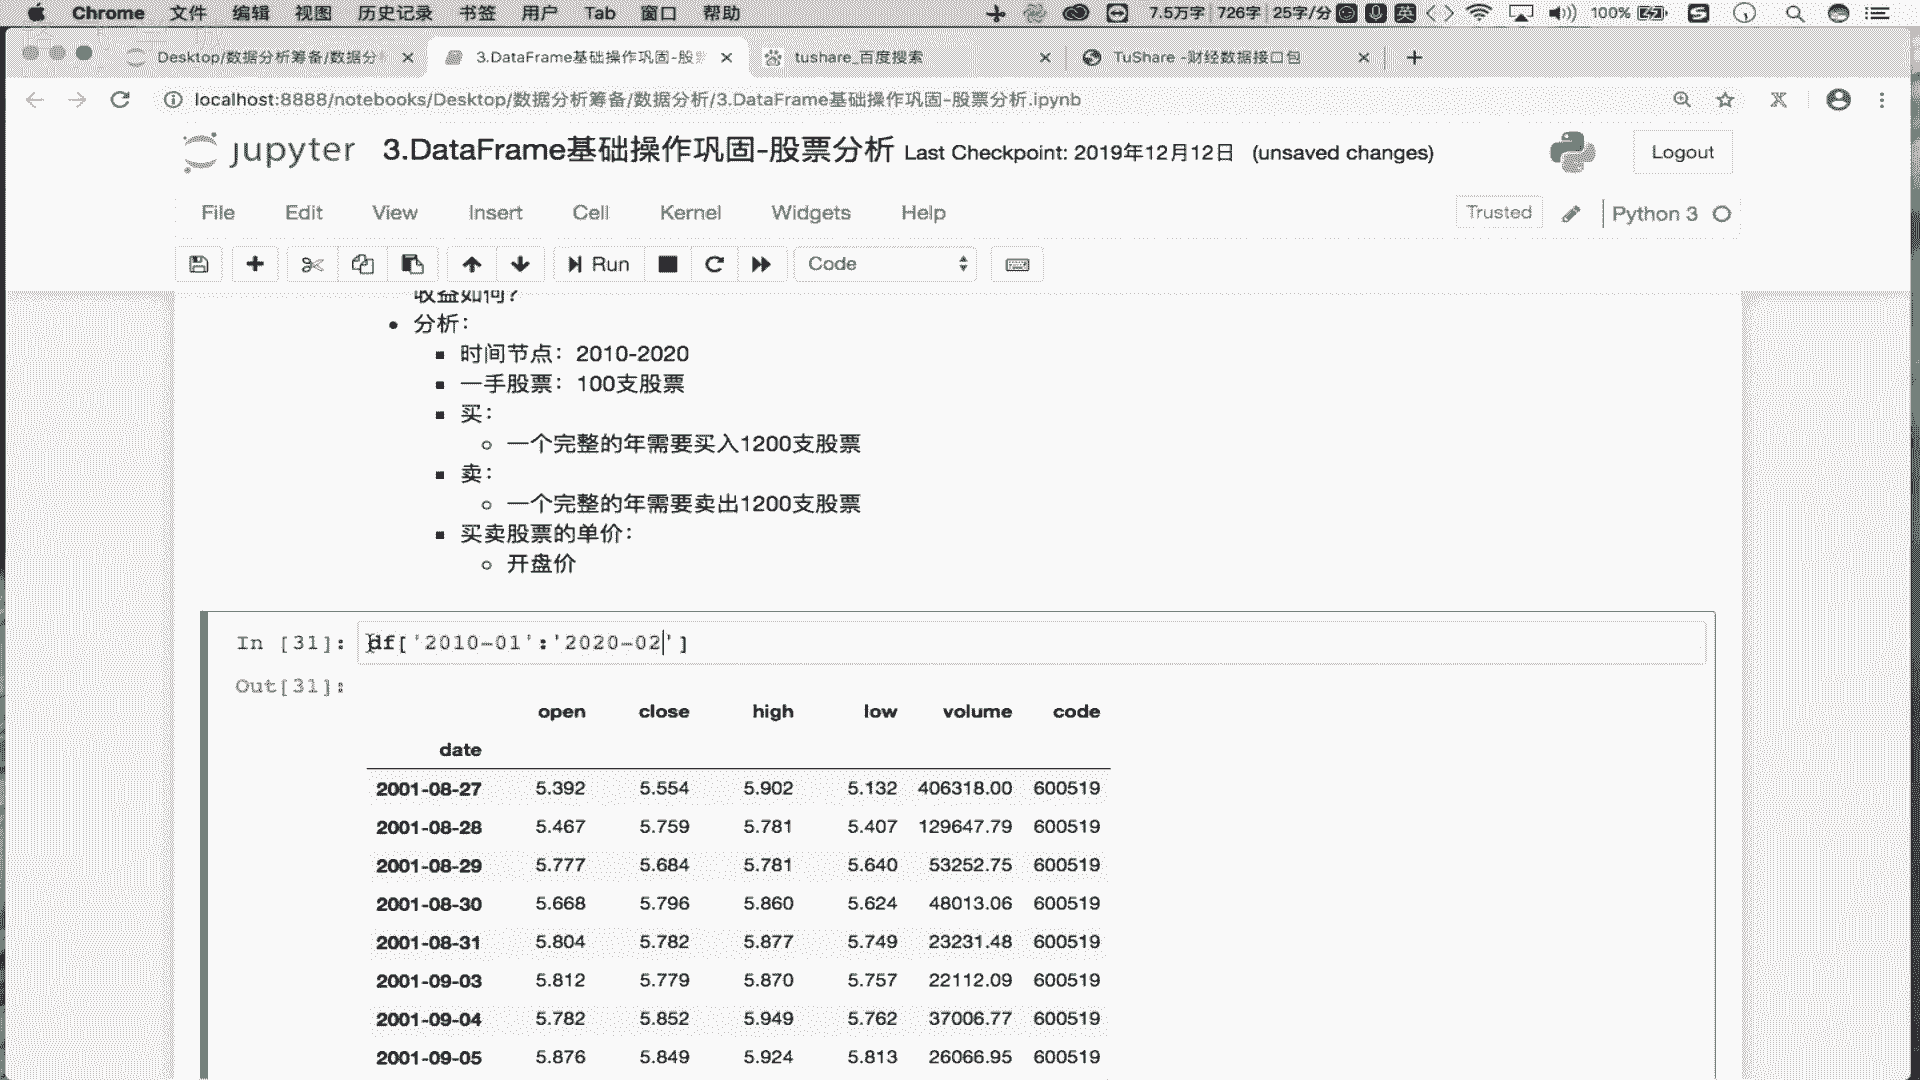 Chrome 文件 编辑 视图 历史记录 书签 用户 Tab 窗口 帮助 7.5万字 726字 25字/分 英 100%
Desktop/数据分析筹备/数据分 3.DataFrame基础操作巩固-股 tushare_百度搜索 TuShare -财经数据接口包
localhost:8888/notebooks/Desktop/数据分析筹备/数据分析/3.DataFrame基础操作巩固-股票分析.ipynb
jupyter 3.DataFrame基础操作巩固-股票分析 Last Checkpoint: 2019年12月12日 (unsaved changes) Logout
File Edit View Insert Cell Kernel Widgets Help Trusted Python 3
Run Code
收益如何?
分析:
时间节点: 2010-2020
一手股票: 100支股票
买:
一个完整的年需要买入1200支股票
卖:
一个完整的年需要卖出1200支股票
买卖股票的单价:
开盘价
In [31]: df['2010-01':'2020-02']
Out[31]:
open close high low volume code
date
2001-08-27 5.392 5.554 5.902 5.132 406318.00 600519
2001-08-28 5.467 5.759 5.781 5.407 129647.79 600519
2001-08-29 5.777 5.684 5.781 5.640 53252.75 600519
2001-08-30 5.668 5.796 5.860 5.624 48013.06 600519
2001-08-31 5.804 5.782 5.877 5.749 23231.48 600519
2001-09-03 5.812 5.779 5.870 5.757 22112.09 600519
2001-09-04 5.782 5.852 5.949 5.762 37006.77 600519
2001-09-05 5.876 5.849 5.924 5.813 26066.95 600519